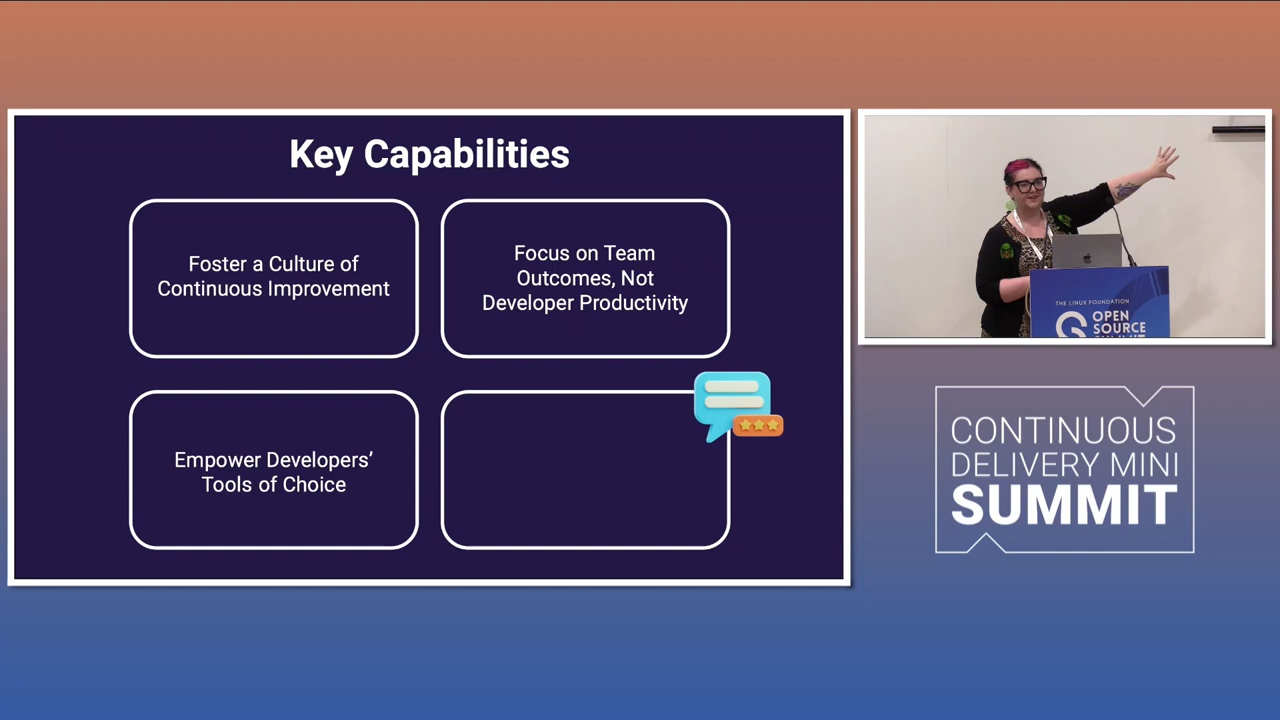 Key Capabilities
Foster a Culture of
Continuous Improvement
Focus on Team
Outcomes, Not
Developer Productivity
Empower Developers’
Tools of Choice
THE LINUX FOUNDATION
OPEN
SOURCE
CONTINUOUS
DELIVERY MINI
SUMMIT